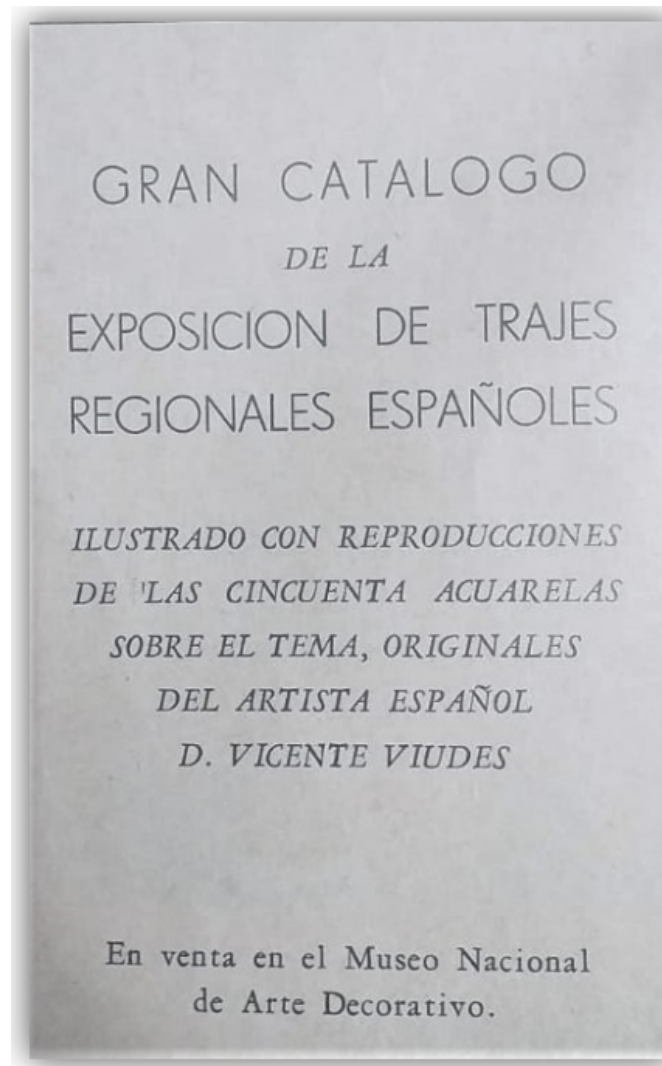 GRAN CATALOGO
DE LA
EXPOSICION DE TRAJES
REGIONALES ESPAÑOLES
ILUSTRADO CON REPRODUCCIONES
DE LAS CINCUENTA ACUARELAS
SOBRE EL TEMA, ORIGINALES
DEL ARTISTA ESPAÑOL
D. VICENTE VIUDES
En venta en el Museo Nacional
de Arte Decorativo.